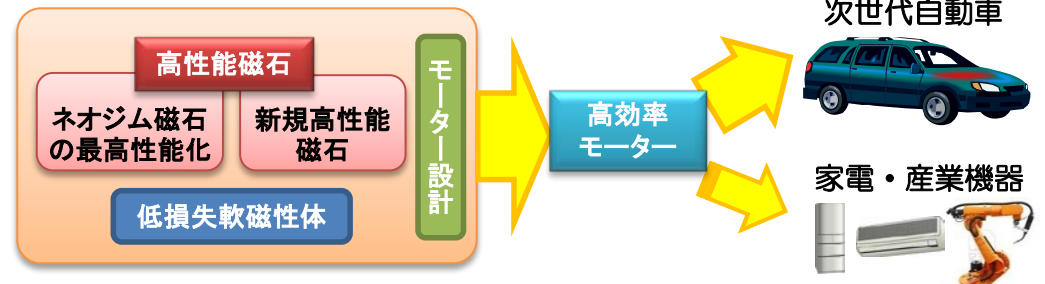 高性能磁石
ネオジム磁石
の最高性能化
新規高性能
磁石
低損失軟磁性体
モーター設計
高効率
モーター
次世代自動車
家電・産業機器